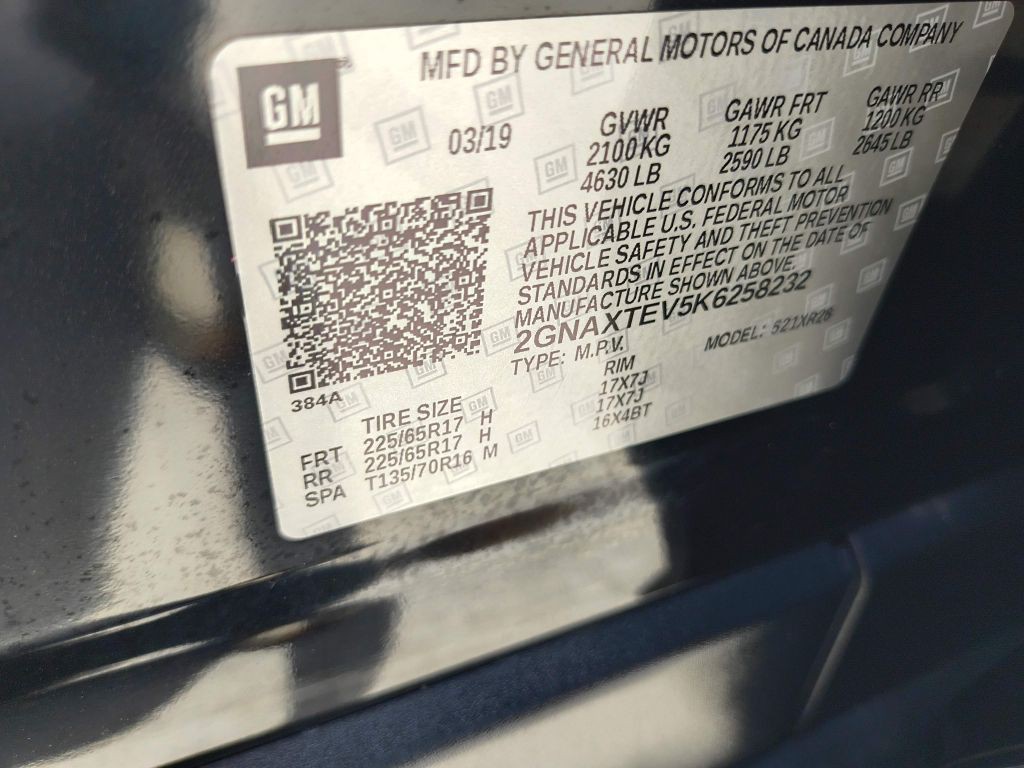 MFD BY GENERAL MOTORS OF CANADA COMPANY
GM
03/19
GVWR GAWR FRT GAWR RR
2100 KG 1175 KG 1200 KG
4630 LB 2590 LB 2645 LB
THIS VEHICLE CONFORMS TO ALL
APPLICABLE U.S. FEDERAL MOTOR
VEHICLE SAFETY AND THEFT PREVENTION
STANDARDS IN EFFECT ON THE DATE OF
MANUFACTURE SHOWN ABOVE.
2GNAXTEV5K6258232
TYPE: M.P.V. MODEL: 521XR26
384A
TIRE SIZE RIM
FRT 225/65R17 H 17X7J
RR 225/65R17 H 17X7J
SPA T135/70R16 M 16X4BT